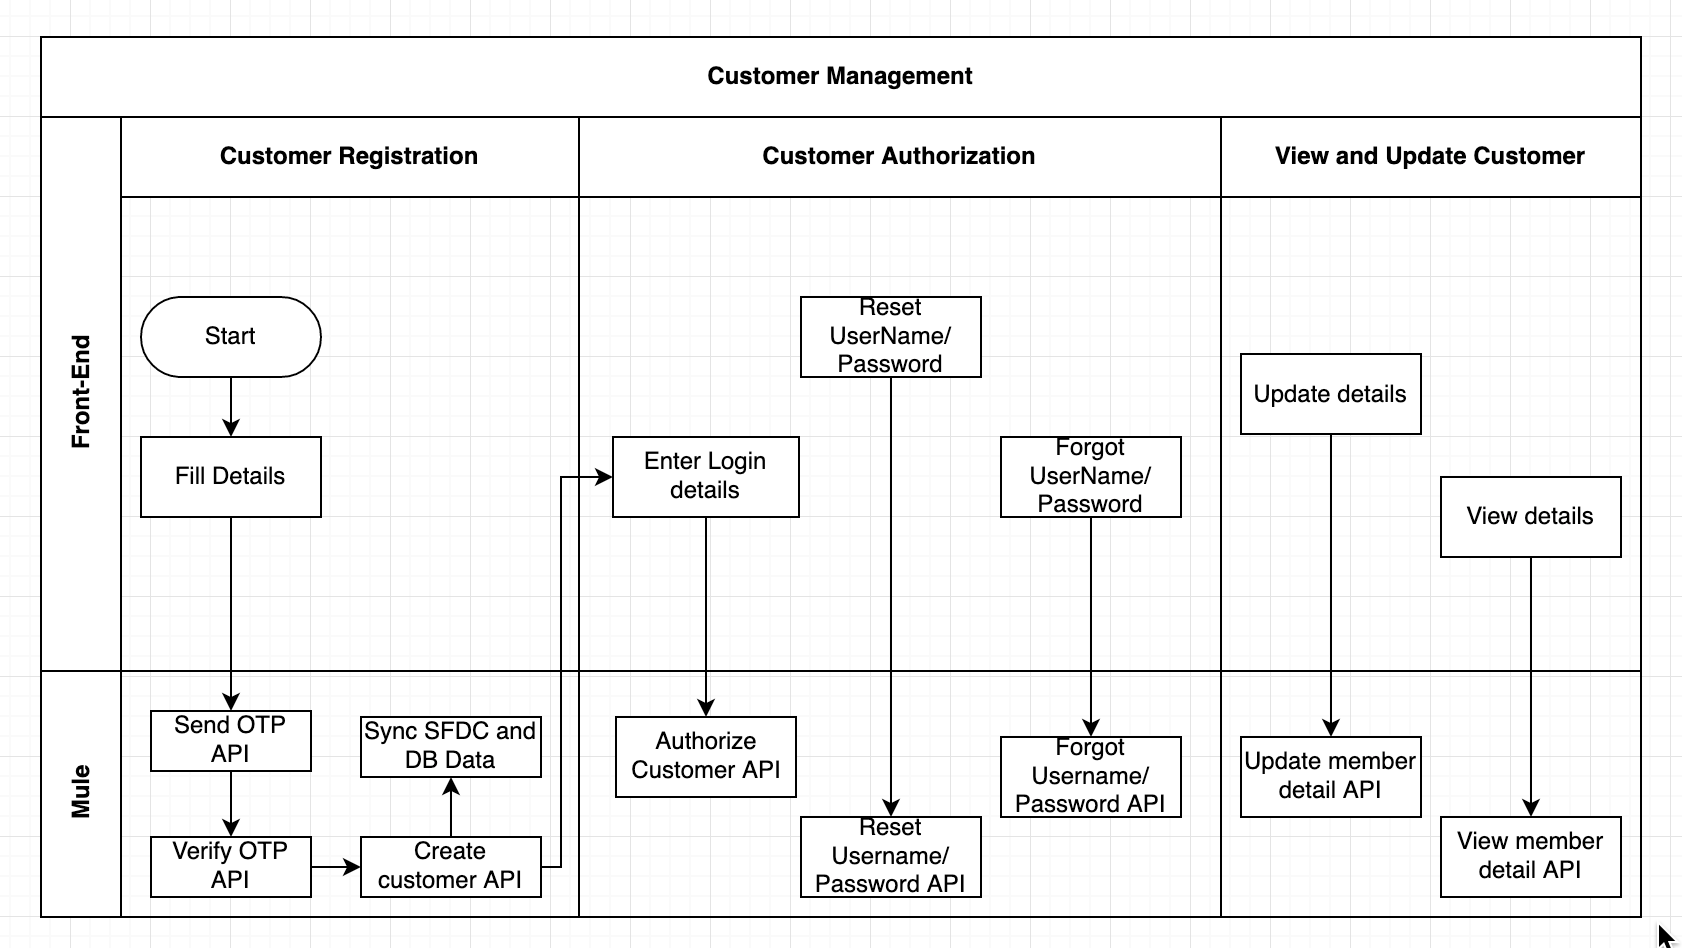 Customer Management
Customer Registration
Customer Authorization
View and Update Customer
Front-End
Start
Fill Details
Enter Login
details
Reset
UserName/
Password
Forgot
UserName/
Password
Update details
View details
Mule
Send OTP
API
Verify OTP
API
Sync SFDC and
DB Data
Create
customer API
Authorize
Customer API
Reset
Username/
Password API
Forgot
Username/
Password API
Update member
detail API
View member
detail API